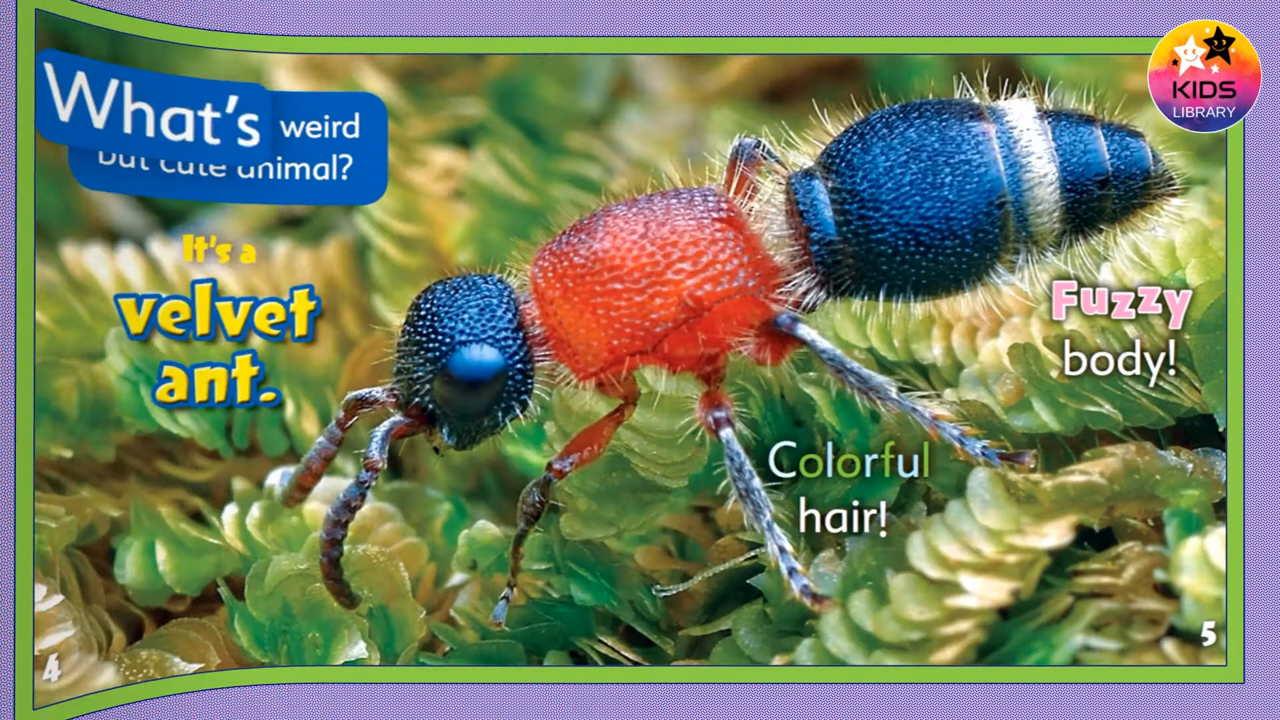 What's weird
but cute animal?
It's a
velvet
ant.
Fuzzy
body!
Colorful
hair!
4
5
KIDS
LIBRARY